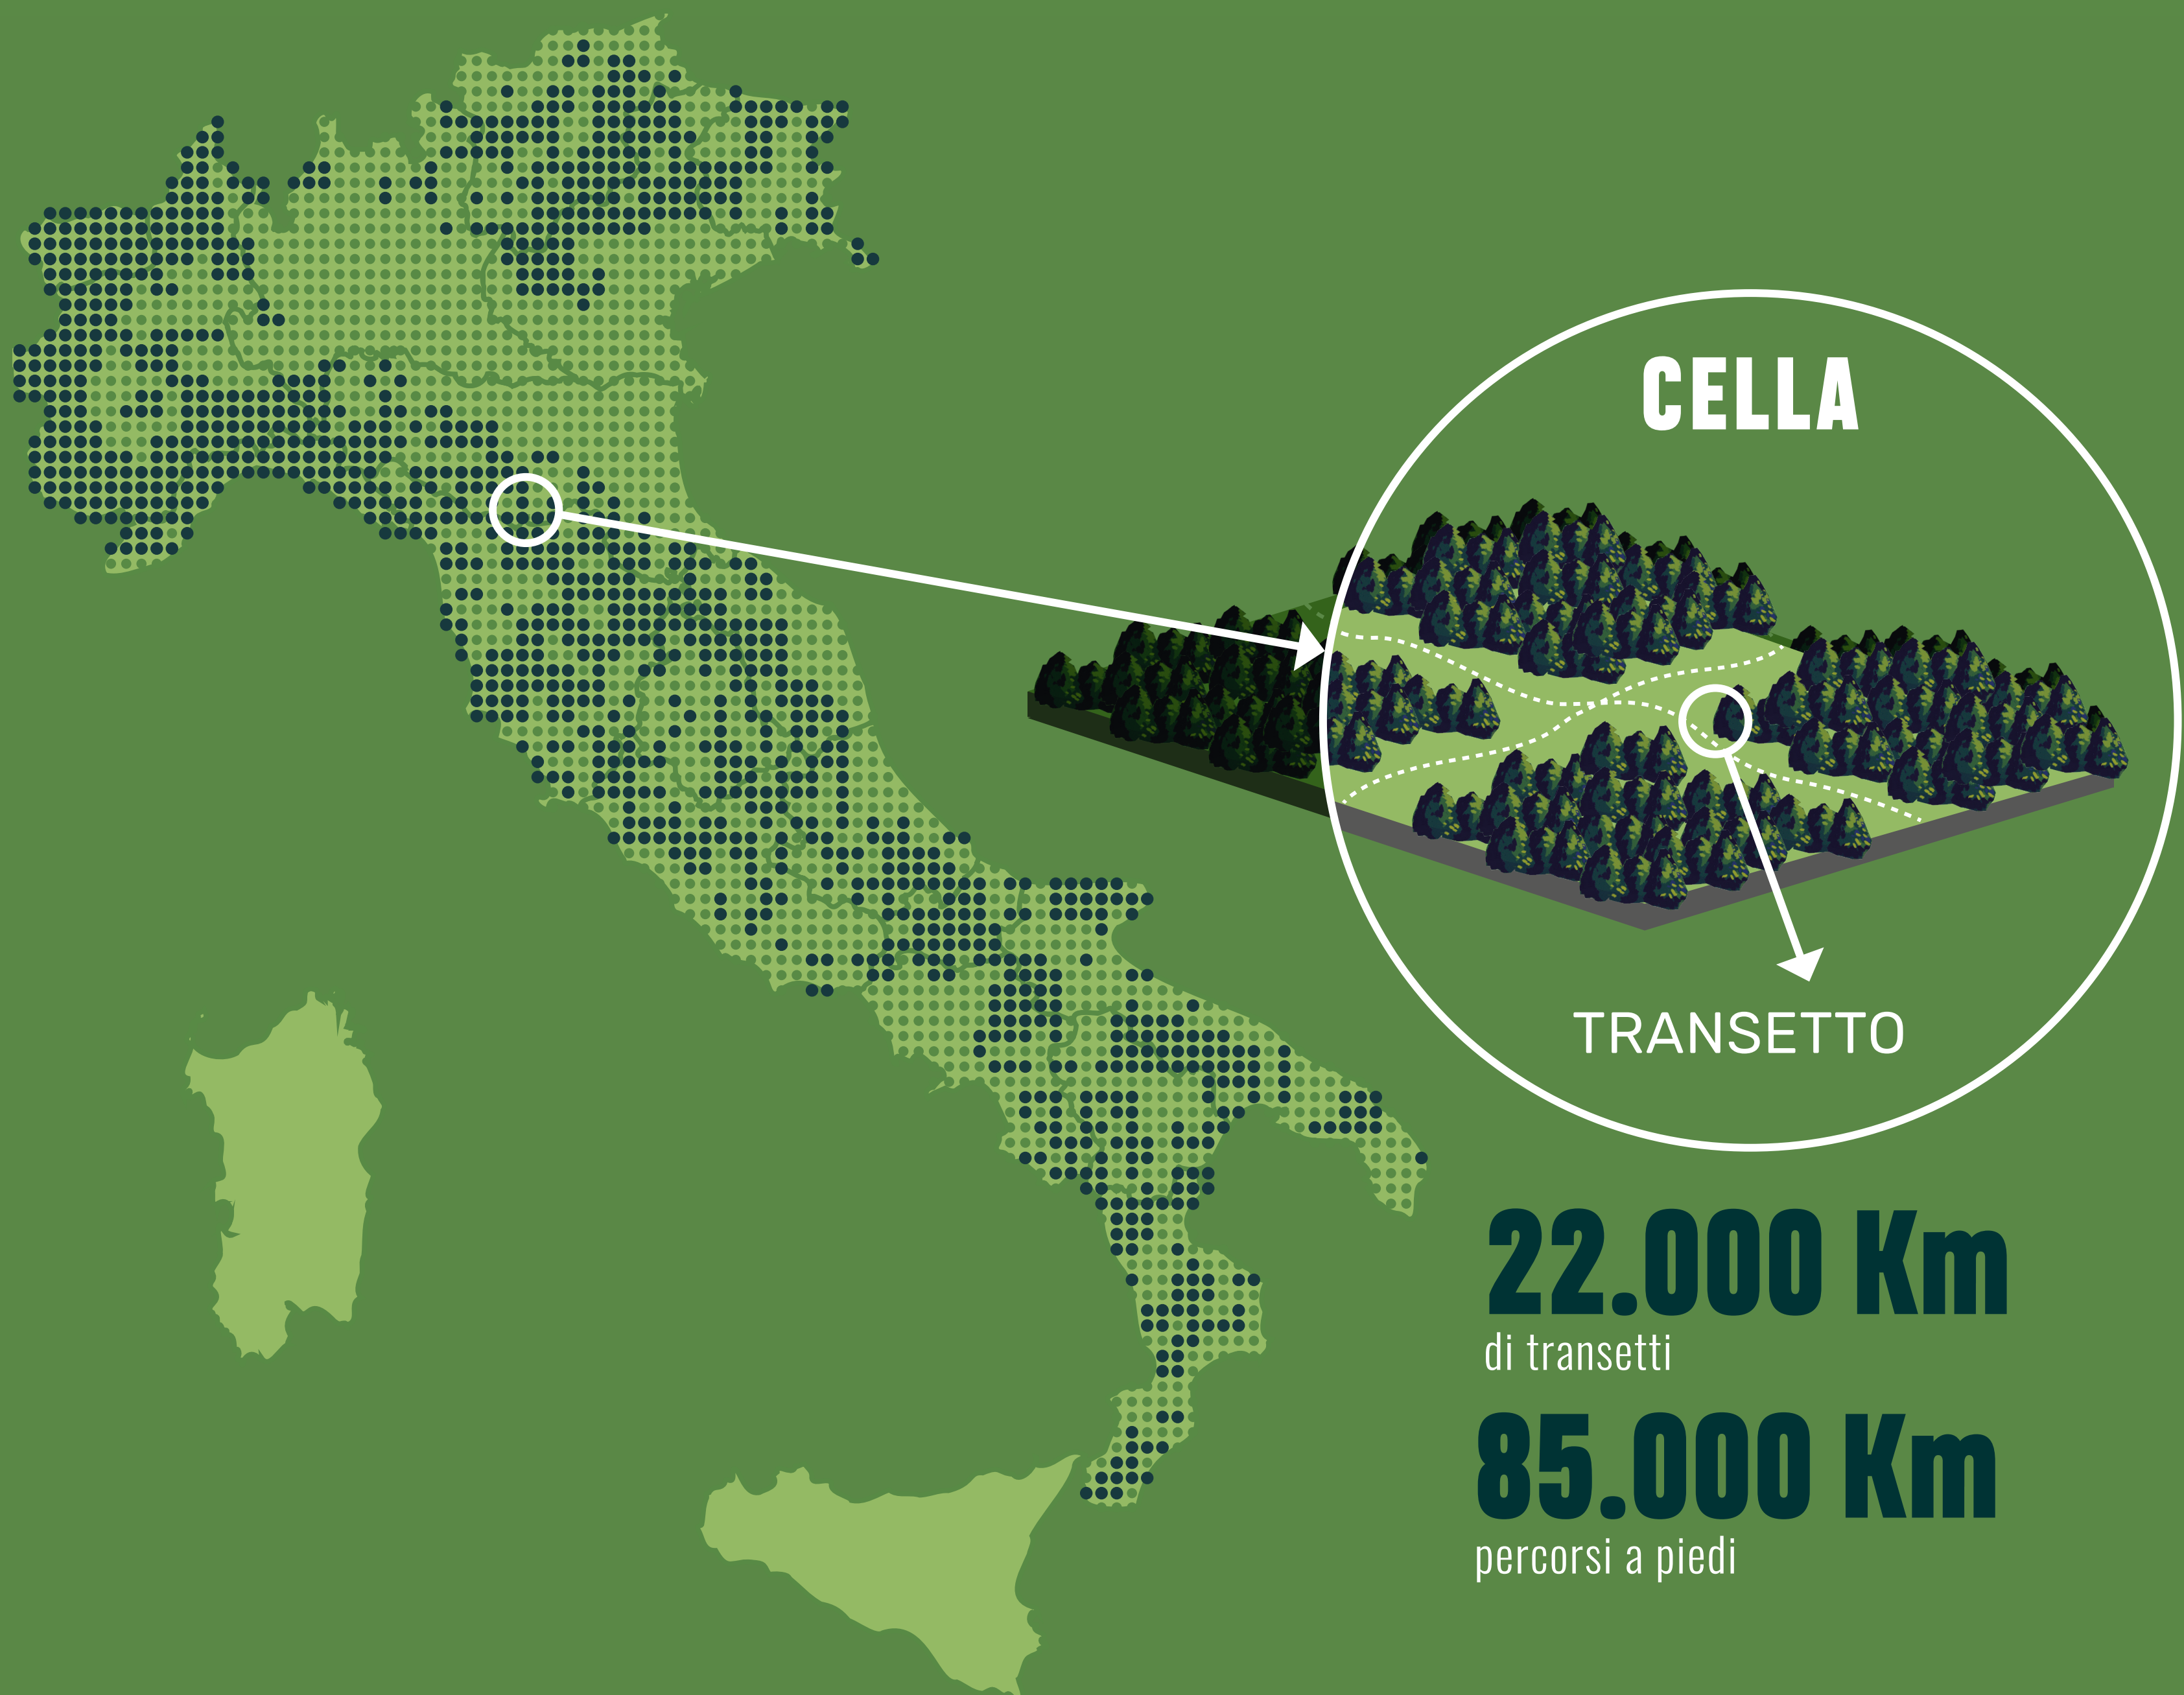 CELLA
TRANSETTO
22.000 Km
di transetti
85.000 Km
percorsi a piedi